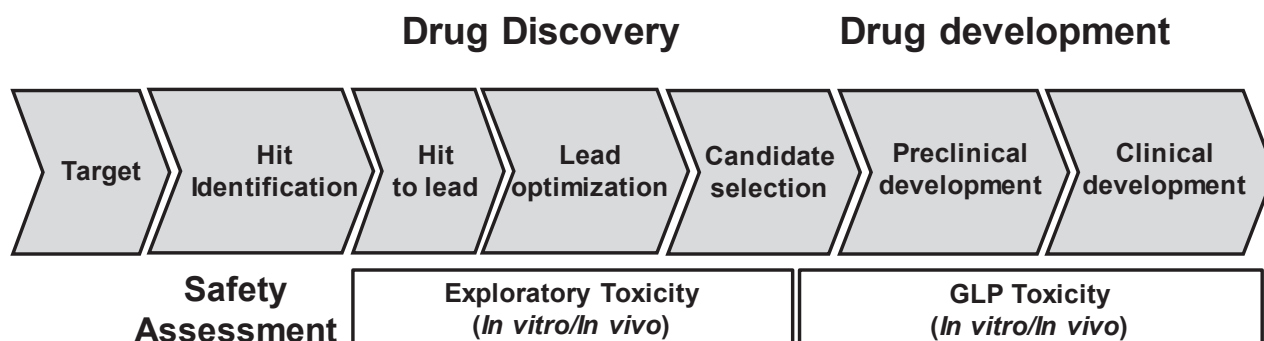 Drug Discovery
Drug development
Target
Hit
Identification
Hit
to lead
Lead
optimization
Candidate
selection
Preclinical
development
Clinical
development
Safety
Assessment
Exploratory Toxicity
(In vitro/In vivo)
GLP Toxicity
(In vitro/In vivo)